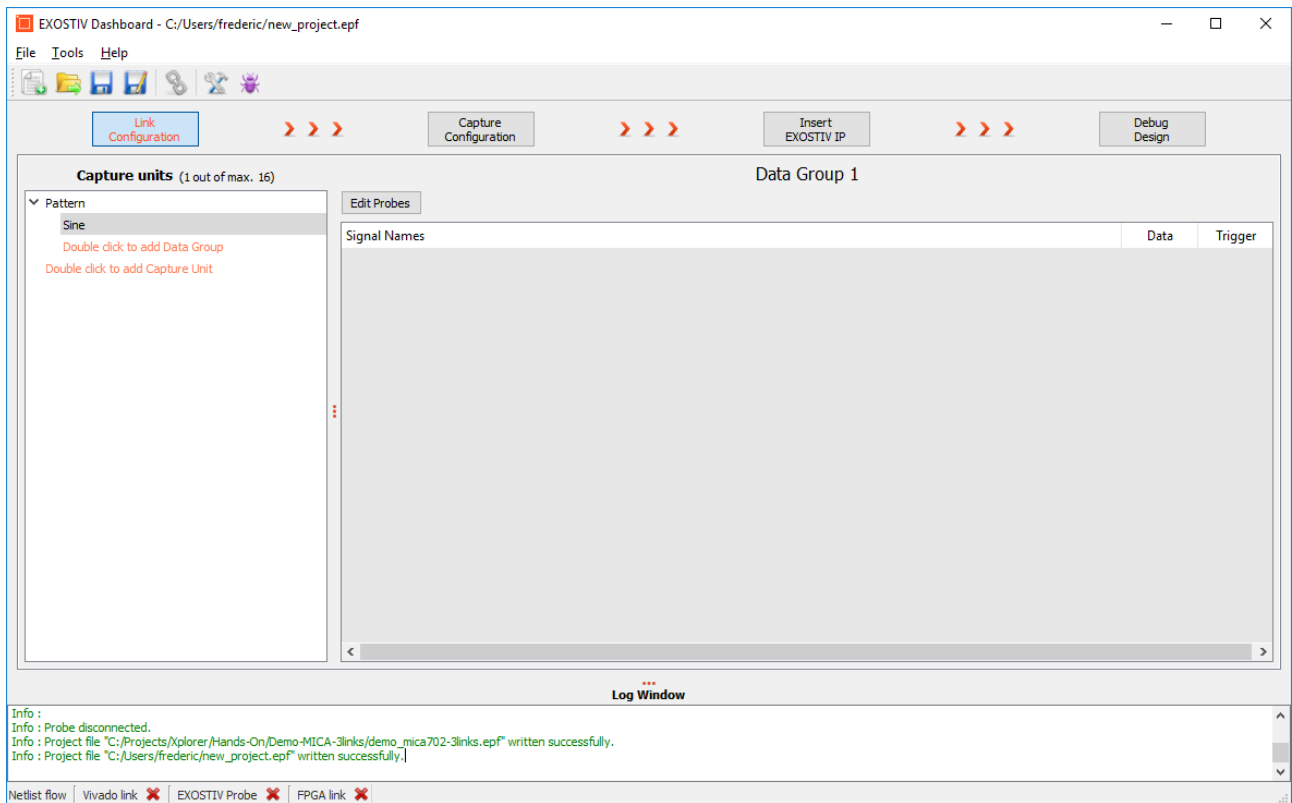 EXOSTIV Dashboard - C:/Users/frederic/new_project.epf
File Tools Help
Link
Configuration
Capture
Configuration
Insert
EXOSTIV IP
Debug
Design
Capture units (1 out of max. 16)
Data Group 1
Pattern
Edit Probes
Sine
Signal Names Data Trigger
Double click to add Data Group
Double click to add Capture Unit
Log Window
Info :
Info : Probe disconnected.
Info : Project file "C:/Projects/Xplorer/Hands-On/Demo-MICA-3links/demo_mica702-3links.epf" written successfully.
Info : Project file "C:/Users/frederic/new_project.epf" written successfully.
Netlist flow Vivado link EXOSTIV Probe FPGA link